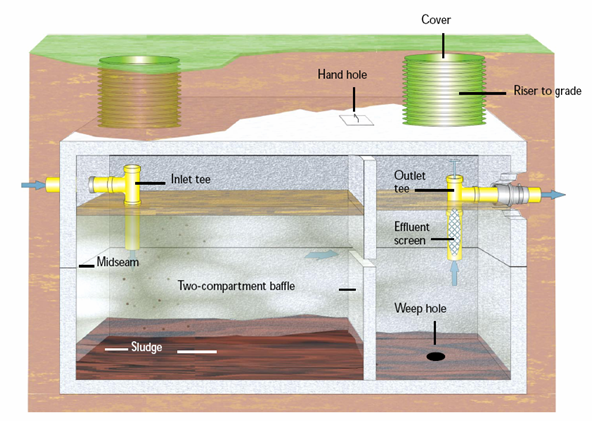 Cover
Hand hole
Riser to grade
Inlet tee
Outlet
tee
Effluent
screen
Midseam
Two-compartment baffle
Weep hole
Sludge